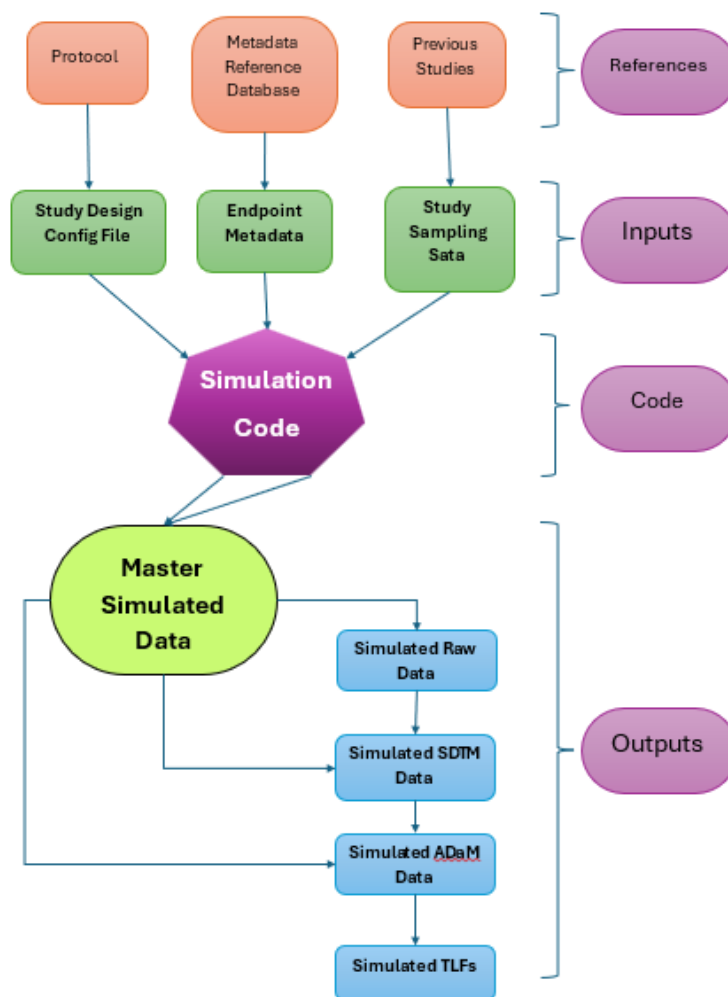 Protocol
Metadata
Reference
Database
Previous
Studies
References
Study Design
Config File
Endpoint
Metadata
Study
Sampling
Sata
Inputs
Simulation
Code
Code
Master
Simulated
Data
Simulated Raw
Data
Simulated SDTM
Data
Simulated ADaM
Data
Simulated TLFs
Outputs